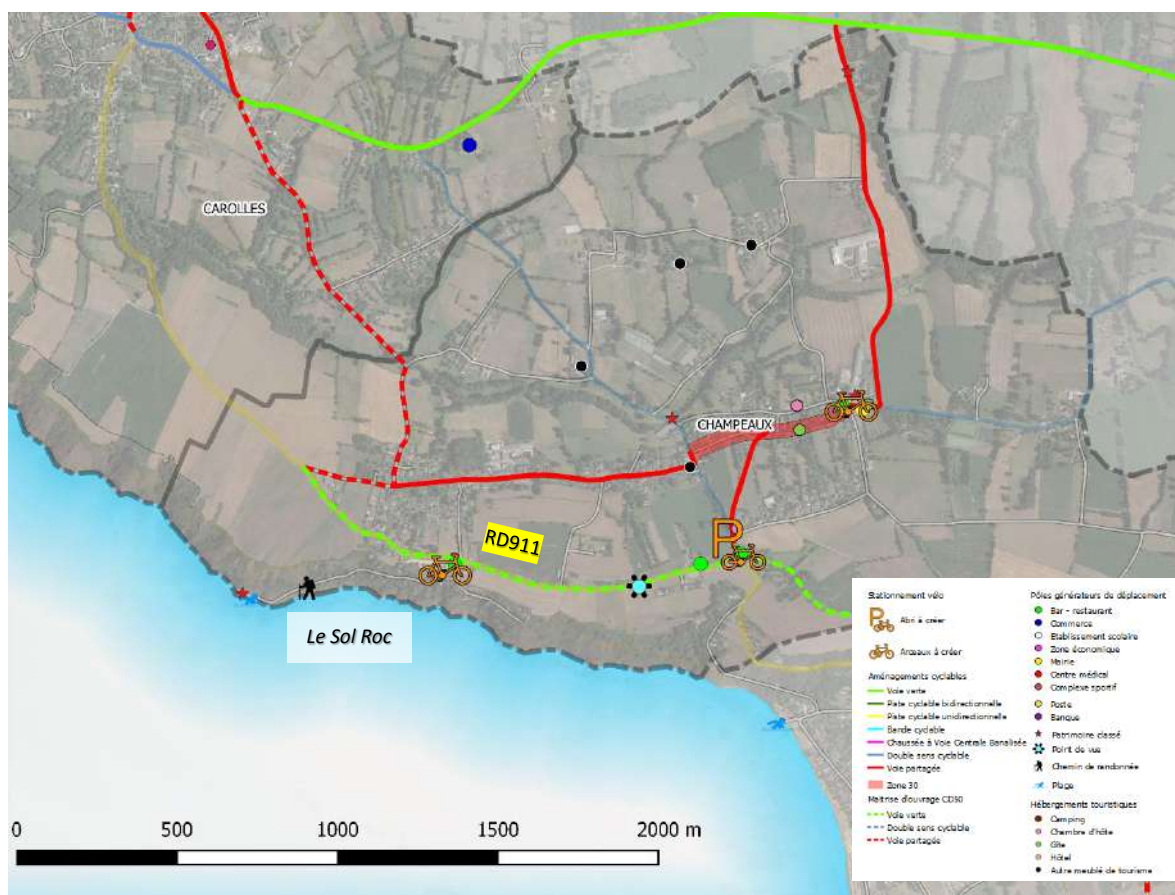 CAROLLES
CHAMPEAUX
RD911
P
Le Sol Roc
0 500 1000 1500 2000 m
Stationnement vélo
P
Abri à créer
Arceaux à créer
Aménagements cyclables
Voie verte
Piste cyclable bidirectionnelle
Piste cyclable unidirectionnelle
Bande cyclable
Chaussée à Voie Centrale Banalisée
Double sens cyclable
Voie partagée
Zone 30
Maîtrise d'ouvrage CD50
Voie verte
Double sens cyclable
Voie partagée
Pôles générateurs de déplacement
Bar - restaurant
Commerce
Etablissement scolaire
Zone économique
Mairie
Centre médical
Complexe sportif
Poste
Banque
Patrimoine classé
Point de vue
Chemin de randonnée
Plage
Hébergements touristiques
Camping
Chambre d'hôte
Gîte
Hôtel
Autre meublé de tourisme